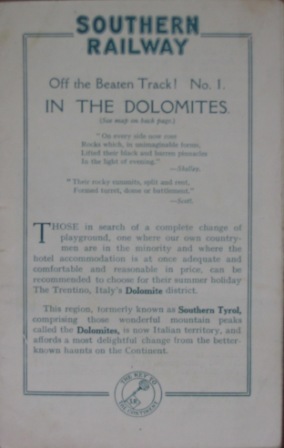 SOUTHERN
RAILWAY
Off the Beaten Track! No. 1.
IN THE DOLOMITES.
(See map on back page.)
"On every side now rose
Rocks which, in unimaginable forms,
Lifted their black and barren pinnacles
In the light of evening."
—Shelley.
"Their rocky summits, split and rent,
Formed turret, dome or battlement."
—Scott.
THOSE in search of a complete change of
playground, one where our own country-
men are in the minority and where the
hotel accommodation is at once adequate and
comfortable and reasonable in price, can be
recommended to choose for their summer holiday
The Trentino, Italy's Dolomite district.
This region, formerly known as Southern Tyrol,
comprising those wonderful mountain peaks
called the Dolomites, is now Italian territory, and
affords a most delightful change from the better-
known haunts on the Continent.
THE KEY TO
THE CONTINENT